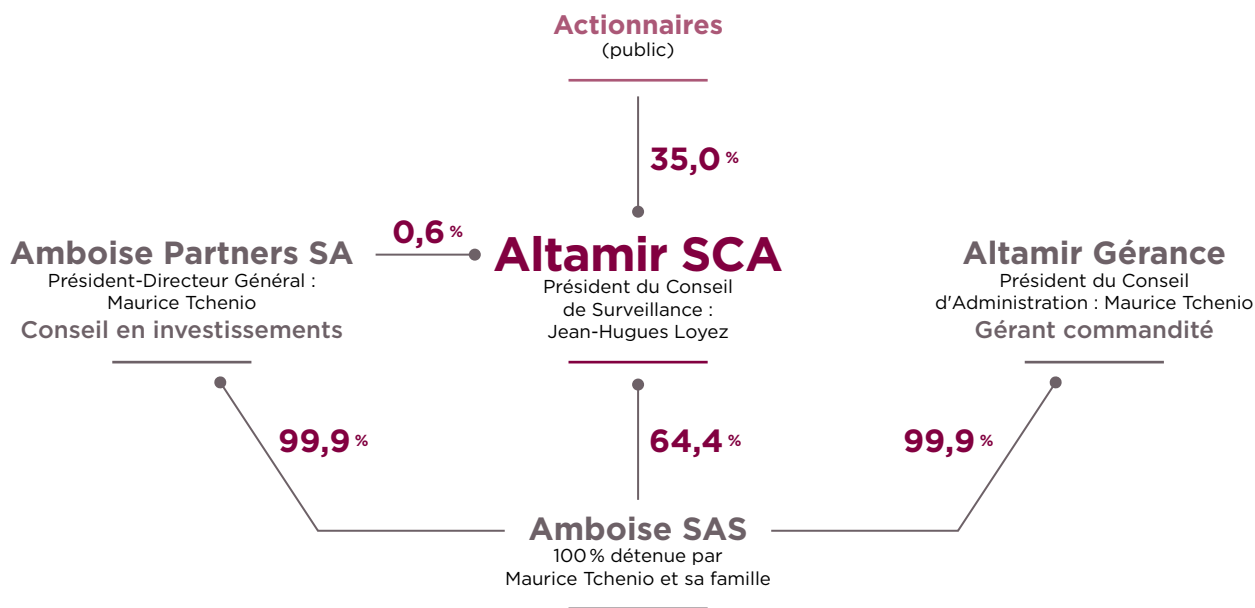 Actionnaires
(public)
35,0 %
Amboise Partners SA
Président-Directeur Général :
Maurice Tchenio
Conseil en investissements
0,6 %
Altamir SCA
Président du Conseil
de Surveillance :
Jean-Hugues Loyez
Altamir Gérance
Président du Conseil
d'Administration : Maurice Tchenio
Gérant commandité
99,9 %
64,4 %
99,9 %
Amboise SAS
100 % détenue par
Maurice Tchenio et sa famille